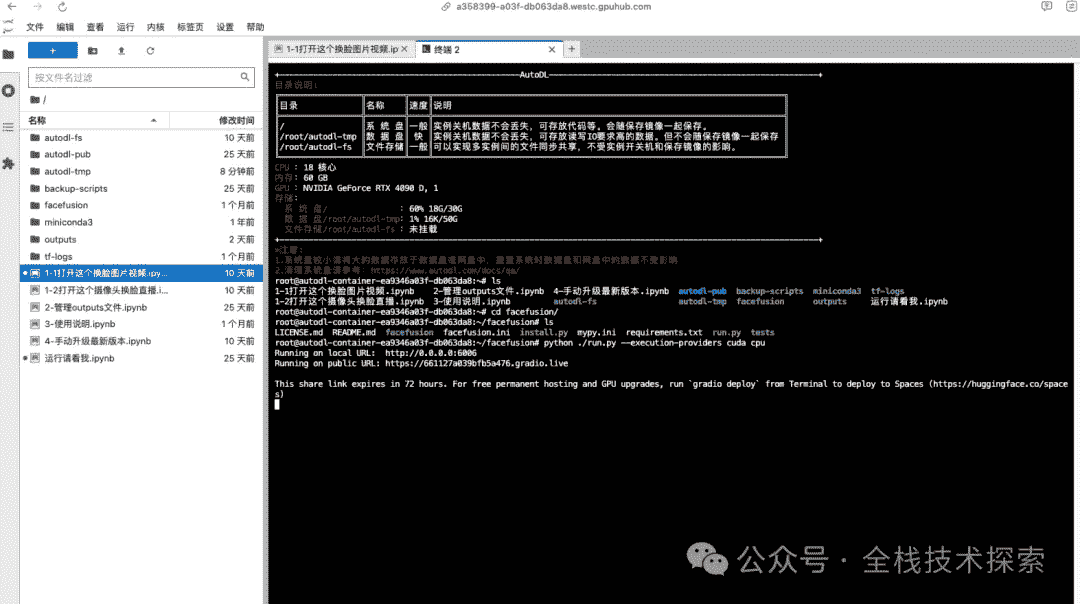 a358399-a03f-db063da8.westc.gpuhub.com
文件 编辑 查看 运行 内核 标签页 设置 帮助
+
按文件名过滤
/
名称 修改时间
autodl-fs 10 天前
autodl-pub 25 天前
autodl-tmp 8 分钟前
backup-scripts 25 天前
facefusion 1 个月前
miniconda3 1 年前
outputs 2 天前
tf-logs 1 个月前
1-1打开这个换脸图片视频.ipy... 10 天前
1-2打开这个摄像头换脸直播.i... 10 天前
2-管理outputs文件.ipynb 25 天前
3-使用说明.ipynb 1 个月前
4-手动升级最新版本.ipynb 10 天前
运行请看我.ipynb 25 天前
1-1打开这个换脸图片视频.ip × 终端 2 × +
AutoDL
目录说明:
目录 名称 速度 说明
/ 系 统 盘 一般 实例关机数据不会丢失,可存放代码等。会随保存镜像一起保存。
/root/autodl-tmp 数 据 盘 快 实例关机数据不会丢失,可存放读写IO要求高的数据。但不会随保存镜像一起保存
/root/autodl-fs 文件存储 一般 可以实现多实例间的文件同步共享,不受实例开关机和保存镜像的影响。
CPU : 18 核心
内存: 60 GB
GPU : NVIDIA GeForce RTX 4090 D, 1
存储:
系 统 盘/ : 60% 18G/30G
数 据 盘/root/autodl-tmp: 1% 16K/50G
文件存储/root/autodl-fs : 未挂载
*注意:
1.系统盘较小请将大的数据存放于数据盘或网盘中,重置系统时数据盘和网盘中的数据不受影响
2.清理系统盘请参考:https://www.autodl.com/docs/qa/
root@autodl-container-ea9346a03f-db063da8:~# ls
1-1打开这个换脸图片视频.ipynb 2-管理outputs文件.ipynb 4-手动升级最新版本.ipynb autodl-pub backup-scripts miniconda3 tf-logs
1-2打开这个摄像头换脸直播.ipynb 3-使用说明.ipynb autodl-fs autodl-tmp facefusion outputs 运行请看我.ipynb
root@autodl-container-ea9346a03f-db063da8:~# cd facefusion/
root@autodl-container-ea9346a03f-db063da8:~/facefusion# ls
LICENSE.md README.md facefusion facefusion.ini install.py mypy.ini requirements.txt run.py tests
root@autodl-container-ea9346a03f-db063da8:~/facefusion# python ./run.py --execution-providers cuda cpu
Running on local URL: http://0.0.0.0:6006
Running on public URL: https://661127a039bfb5a476.gradio.live
This share link expires in 72 hours. For free permanent hosting and GPU upgrades, run `gradio deploy` from Terminal to deploy to Spaces (https://huggingface.co/space
s)
公众号 · 全栈技术探索